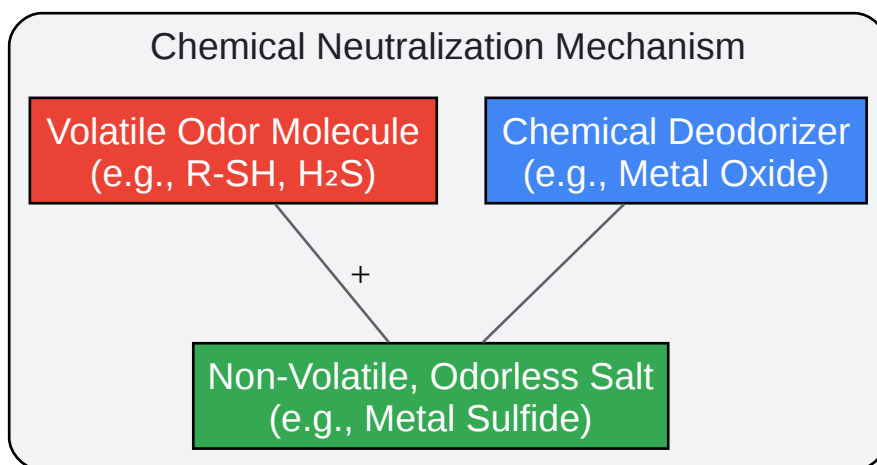 Chemical Neutralization Mechanism
Volatile Odor Molecule
(e.g., R-SH, H₂S)
Chemical Deodorizer
(e.g., Metal Oxide)
+
Non-Volatile, Odorless Salt
(e.g., Metal Sulfide)